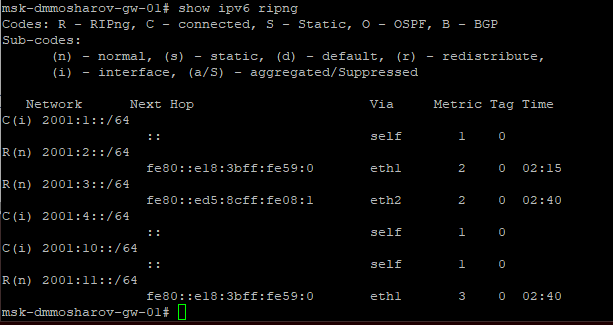 msk-dmmosharov-gw-01# show ipv6 ripng
Codes: R - RIPng, C - connected, S - Static, O - OSPF, B - BGP
Sub-codes:
      (n) - normal, (s) - static, (d) - default, (r) - redistribute,
      (i) - interface, (a/S) - aggregated/Suppressed

   Network      Next Hop                      Via     Metric Tag Time
C(i) 2001:1::/64
                  ::                          self       1    0
R(n) 2001:2::/64
                  fe80::e18:3bff:fe59:0       eth1       2    0  02:15
R(n) 2001:3::/64
                  fe80::ed5:8cff:fe08:1       eth2       2    0  02:40
C(i) 2001:4::/64
                  ::                          self       1    0
C(i) 2001:10::/64
                  ::                          self       1    0
R(n) 2001:11::/64
                  fe80::e18:3bff:fe59:0       eth1       3    0  02:40
msk-dmmosharov-gw-01#